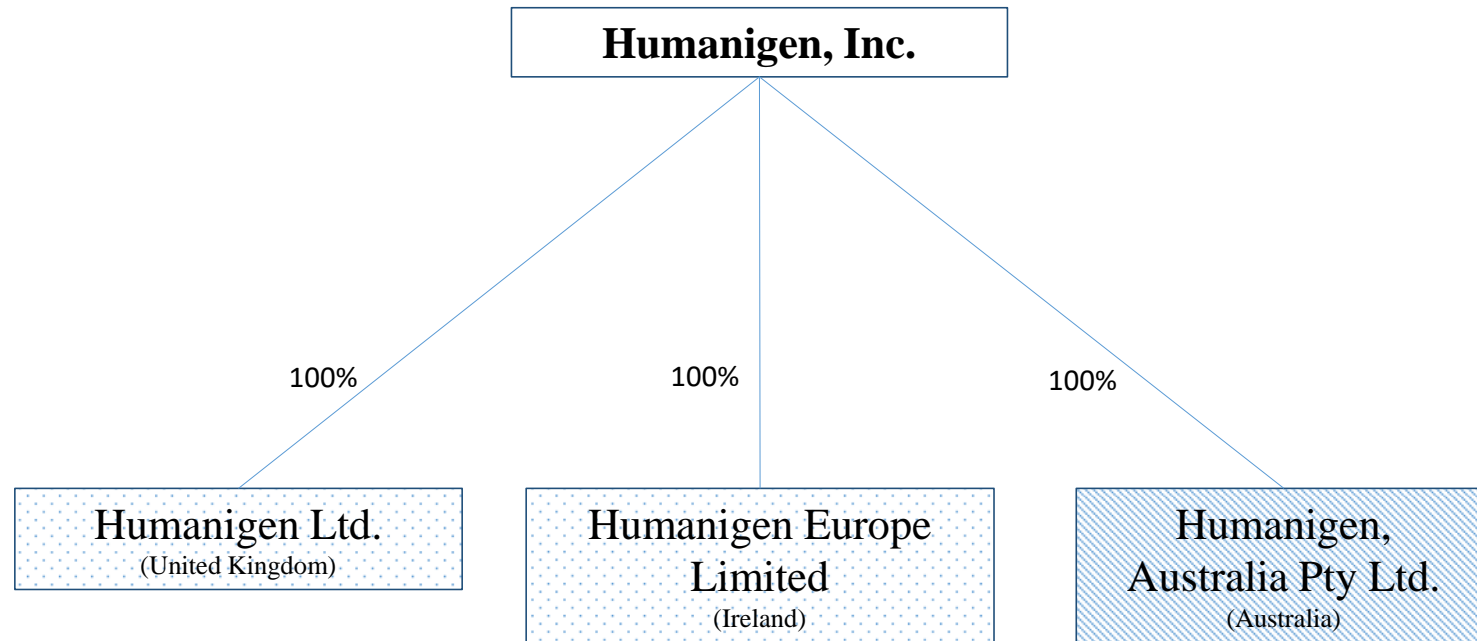 Humanigen, Inc.
100%
100%
100%
Humanigen Ltd.
(United Kingdom)
Humanigen Europe
Limited
(Ireland)
Humanigen,
Australia Pty Ltd.
(Australia)